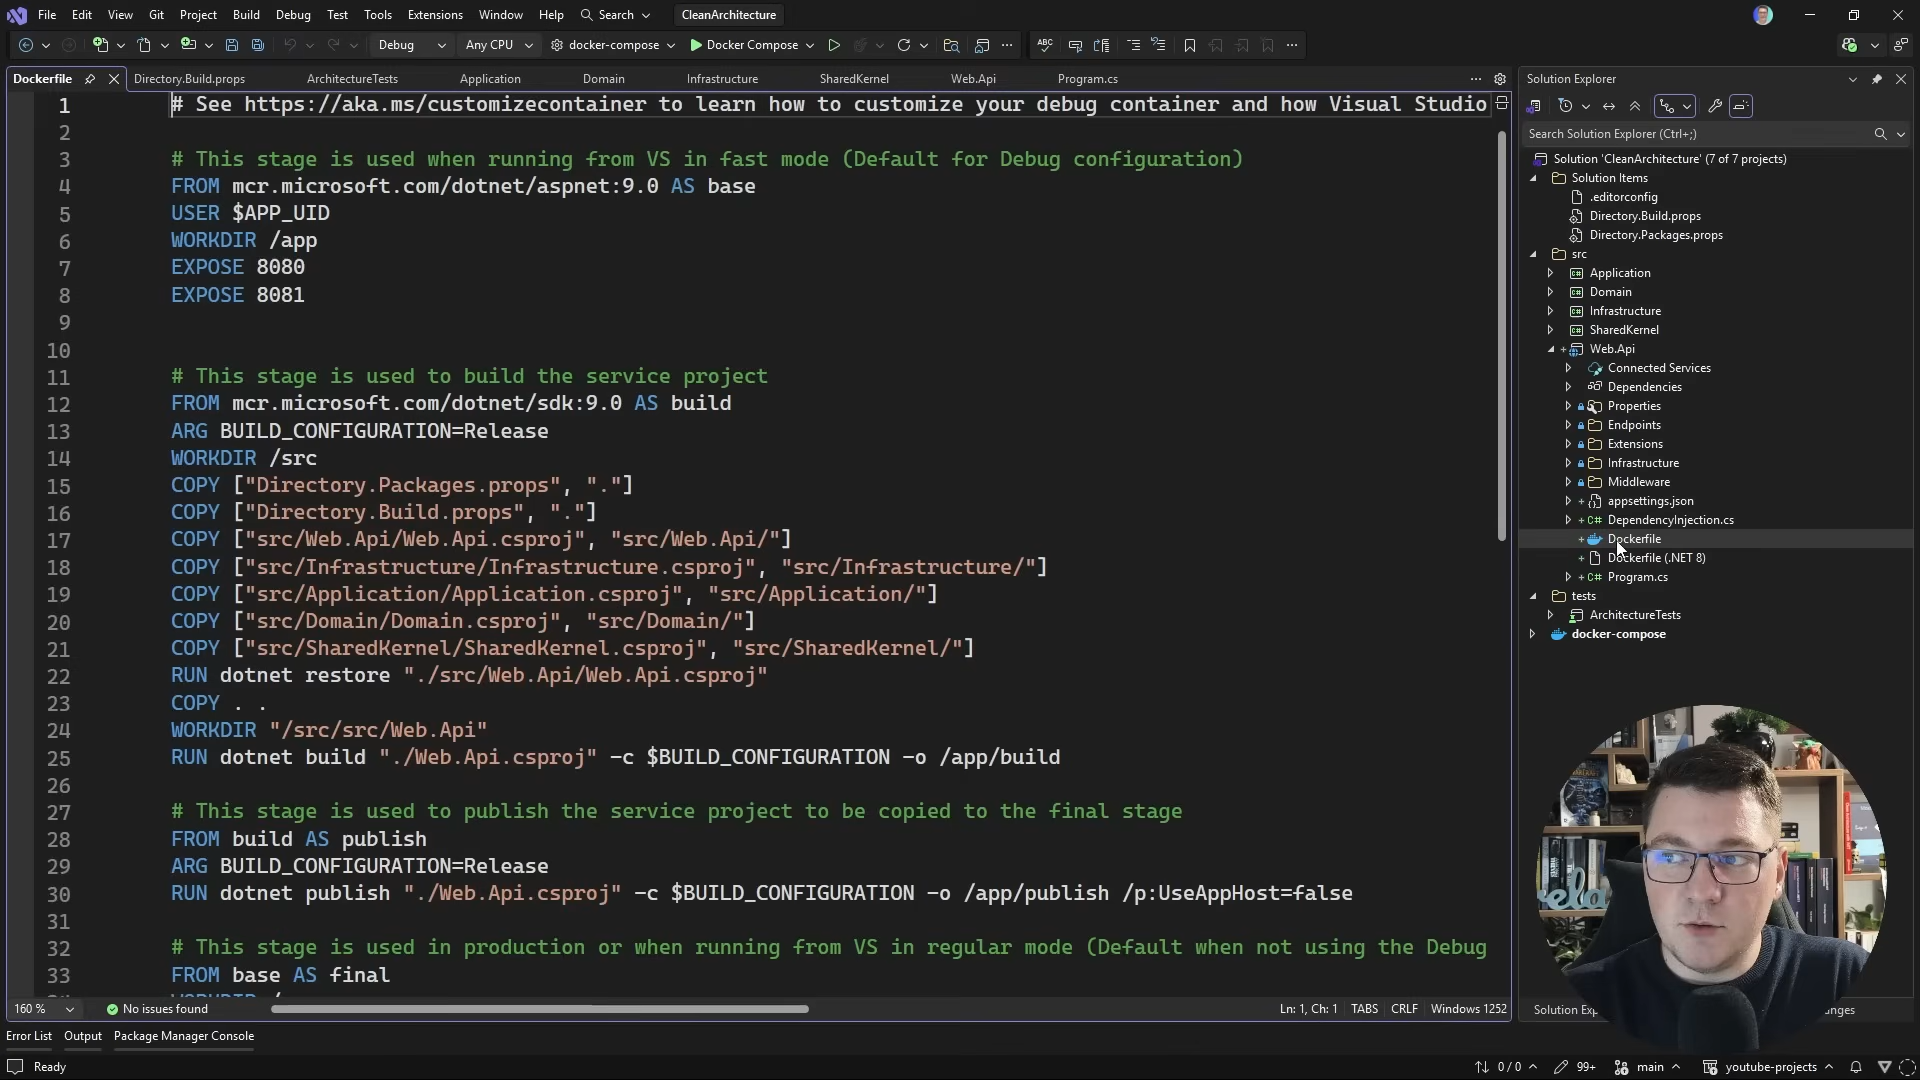 File Edit View Git Project Build Debug Test Tools Extensions Window Help Search CleanArchitecture
Debug Any CPU docker-compose Docker Compose
Dockerfile Directory.Build.props ArchitectureTests Application Domain Infrastructure SharedKernel Web.Api Program.cs
1 # See https://aka.ms/customizecontainer to learn how to customize your debug container and how Visual Studio
2
3 # This stage is used when running from VS in fast mode (Default for Debug configuration)
4 FROM mcr.microsoft.com/dotnet/aspnet:9.0 AS base
5 USER $APP_UID
6 WORKDIR /app
7 EXPOSE 8080
8 EXPOSE 8081
9
10
11 # This stage is used to build the service project
12 FROM mcr.microsoft.com/dotnet/sdk:9.0 AS build
13 ARG BUILD_CONFIGURATION=Release
14 WORKDIR /src
15 COPY ["Directory.Packages.props", "."]
16 COPY ["Directory.Build.props", "."]
17 COPY ["src/Web.Api/Web.Api.csproj", "src/Web.Api/"]
18 COPY ["src/Infrastructure/Infrastructure.csproj", "src/Infrastructure/"]
19 COPY ["src/Application/Application.csproj", "src/Application/"]
20 COPY ["src/Domain/Domain.csproj", "src/Domain/"]
21 COPY ["src/SharedKernel/SharedKernel.csproj", "src/SharedKernel/"]
22 RUN dotnet restore "./src/Web.Api/Web.Api.csproj"
23 COPY . .
24 WORKDIR "/src/src/Web.Api"
25 RUN dotnet build "./Web.Api.csproj" -c $BUILD_CONFIGURATION -o /app/build
26
27 # This stage is used to publish the service project to be copied to the final stage
28 FROM build AS publish
29 ARG BUILD_CONFIGURATION=Release
30 RUN dotnet publish "./Web.Api.csproj" -c $BUILD_CONFIGURATION -o /app/publish /p:UseAppHost=false
31
32 # This stage is used in production or when running from VS in regular mode (Default when not using the Debug
33 FROM base AS final
160 % No issues found Ln: 1, Ch: 1 TABS CRLF Windows 1252
Solution Explorer
Search Solution Explorer (Ctrl+;)
Solution 'CleanArchitecture' (7 of 7 projects)
Solution Items
.editorconfig
Directory.Build.props
Directory.Packages.props
src
Application
Domain
Infrastructure
SharedKernel
Web.Api
Connected Services
Dependencies
Properties
Endpoints
Extensions
Infrastructure
Middleware
appsettings.json
DependencyInjection.cs
Dockerfile
Dockerfile (.NET 8)
Program.cs
tests
ArchitectureTests
docker-compose
Solution
Error List Output Package Manager Console
Ready 0 / 0 99+ main youtube-projects